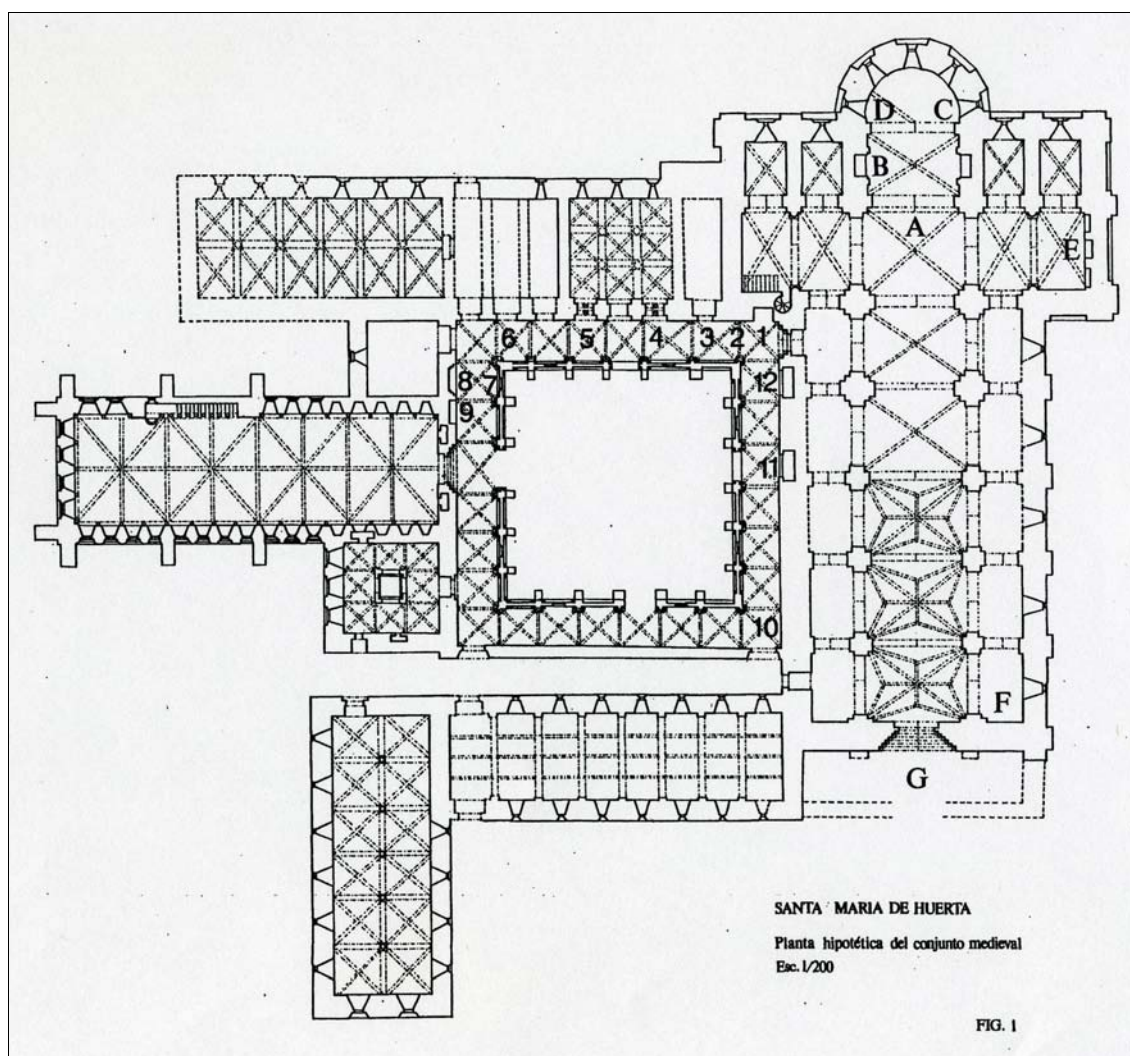 D C
B
A
E
6 5 4 3 2 1
8 7 12
9
11
10
F
G
SANTA MARIA DE HUERTA
Planta hipotética del conjunto medieval
Esc. 1/200
FIG. 1